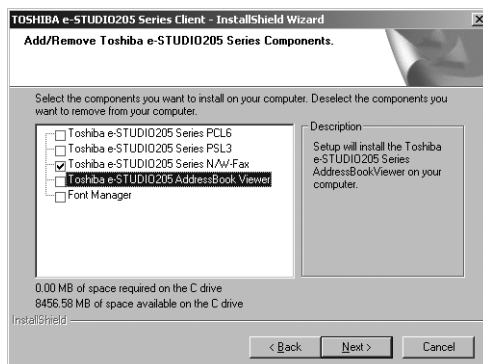 TOSHIBA e-STUDIO205 Series Client - InstallShield Wizard
Add/Remove Toshiba e-STUDIO205 Series Components.
Select the components you want to install on your computer. Deselect the components you
want to remove from your computer.
Toshiba e-STUDIO205 Series PCL6
Toshiba e-STUDIO205 Series PSL3
Toshiba e-STUDIO205 Series N/W-Fax
Toshiba e-STUDIO205 AddressBook Viewer
Font Manager
Description
Setup will install the Toshiba
e-STUDIO205 Series
AddressBookViewer on your
computer.
0.00 MB of space required on the C drive
8456.58 MB of space available on the C drive
InstallShield
< Back
Next >
Cancel